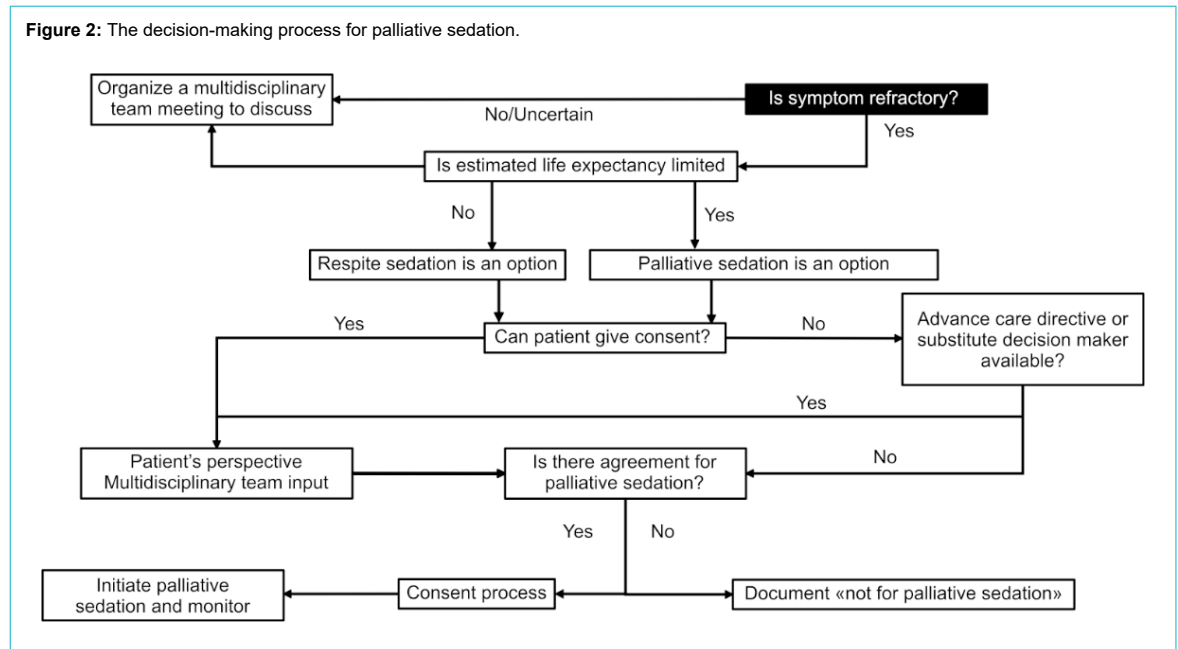 Figure 2: The decision-making process for palliative sedation.
Organize a multidisciplinary
team meeting to discuss
No/Uncertain
Is symptom refractory?
Yes
Is estimated life expectancy limited
No
Yes
Respite sedation is an option
Palliative sedation is an option
Yes
Can patient give consent?
No
Advance care directive or
substitute decision maker
available?
Yes
Patient's perspective
Multidisciplinary team input
Is there agreement for
palliative sedation?
No
Yes
No
Initiate palliative
sedation and monitor
Consent process
Document «not for palliative sedation»